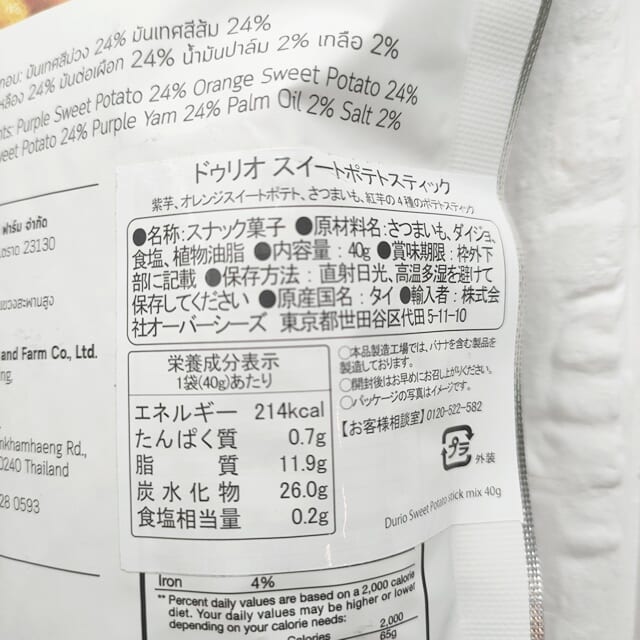 อบ: มันเทศสีม่วง 24% มันเทศสีส้ม 24%
24% มันต่อเผือก 24% น้ำมันปาล์ม 2% เกลือ 2%
Purple Sweet Potato 24% Orange Sweet Potato 24%
Potato 24% Purple Yam 24% Palm Oil 2% Salt 2%
ฟาร์ม จำกัด
23130
and Farm Co., Ltd.
Rd.,
Thailand
28 0593
ドゥリオ スイートポテトスティック
紫芋、オレンジスイートポテト、さつまいも、紅芋の4種のポテトスティック
●名称:スナック菓子 ●原材料名:さつまいも、ダイジョ、
食塩、植物油脂 ●内容量:40g ●賞味期限:枠外下
部に記載 ●保存方法:直射日光、高温多湿を避けて
保存してください ●原産国名:タイ ●輸入者:株式会
社オーバーシーズ 東京都世田谷区代田 5-11-10
栄養成分表示
1袋(40g)あたり
エネルギー 214kcal
たんぱく質 0.7g
脂質 11.9g
炭水化物 26.0g
食塩相当量 0.2g
○本品製造工場では、バナナを含む製品を
製造しております。
○開封後はお早めにお召し上がりください。
○パッケージの写真はイメージです。
【お客様相談室】0120-522-582
プラ 外装
Durio Sweet Potato stick mix 40g
Iron 4%
** Percent daily values are based on a 2,000 calorie
diet. Your daily values may be higher or lower
depending on your calorie needs:
Calories 2,000
65g